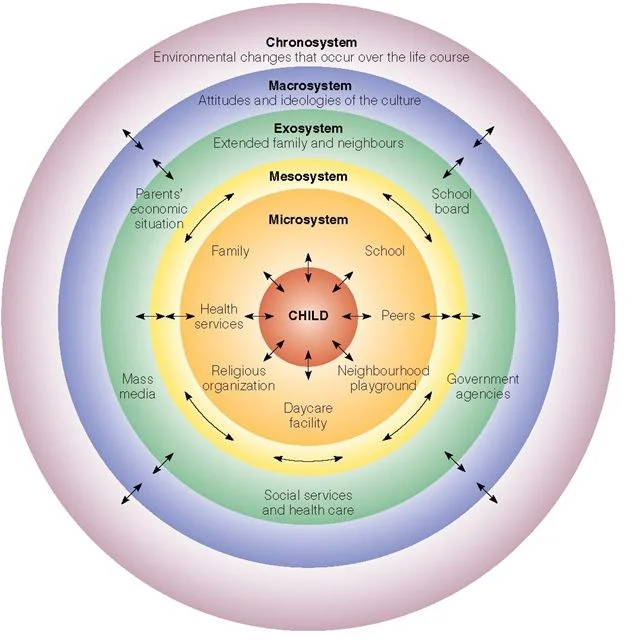 Chronosystem
Environmental changes that occur over the life course
Macrosystem
Attitudes and ideologies of the culture
Exosystem
Extended family and neighbours
Mesosystem
Parents'
economic
situation
School
board
Microsystem
Family
School
Health
services
CHILD
Peers
Religious
organization
Neighbourhood
playground
Mass
media
Government
agencies
Daycare
facility
Social services
and health care